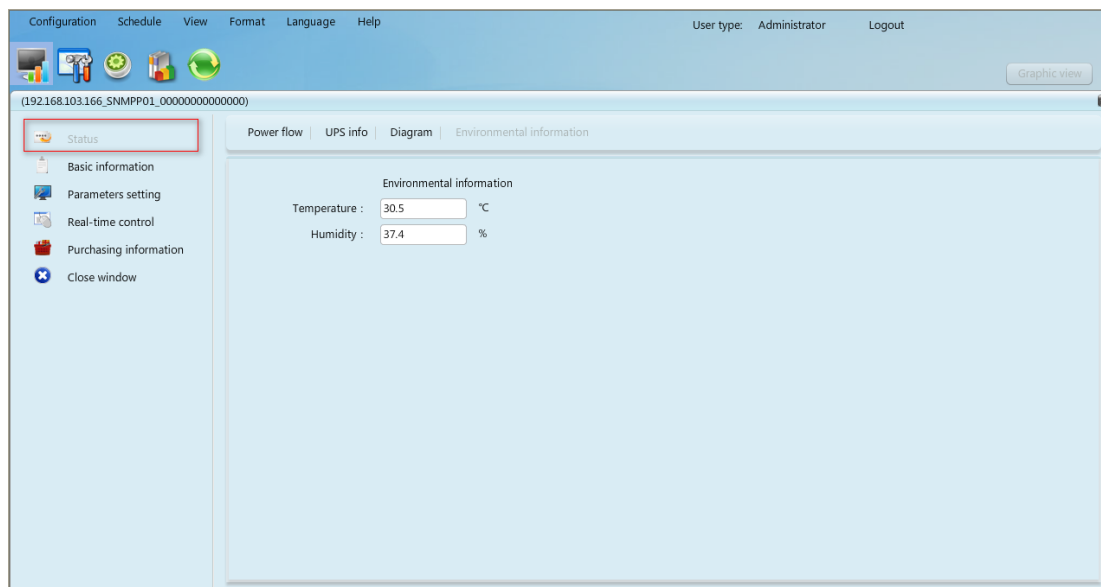 Configuration Schedule View Format Language Help User type: Administrator Logout
Graphic view
(192.168.103.166_SNMPP01_00000000000000)
Status
Basic information
Parameters setting
Real-time control
Purchasing information
Close window
Power flow UPS info Diagram Environmental information
Environmental information
Temperature : 30.5 ℃
Humidity : 37.4 %